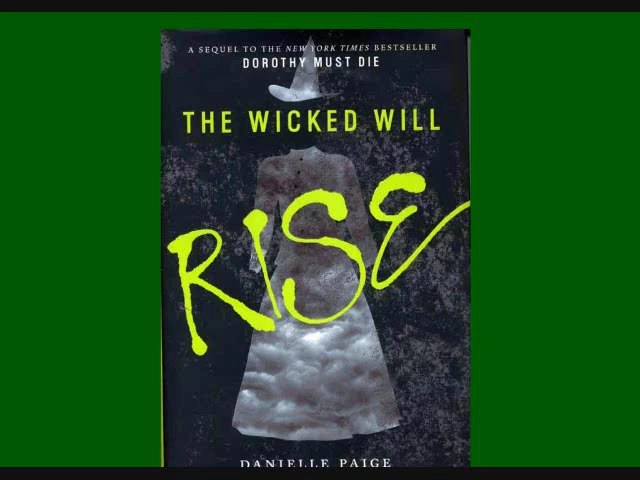 A SEQUEL TO THE NEW YORK TIMES BESTSELLER
DOROTHY MUST DIE
THE WICKED WILL
RISE
DANIELLE PAIGE